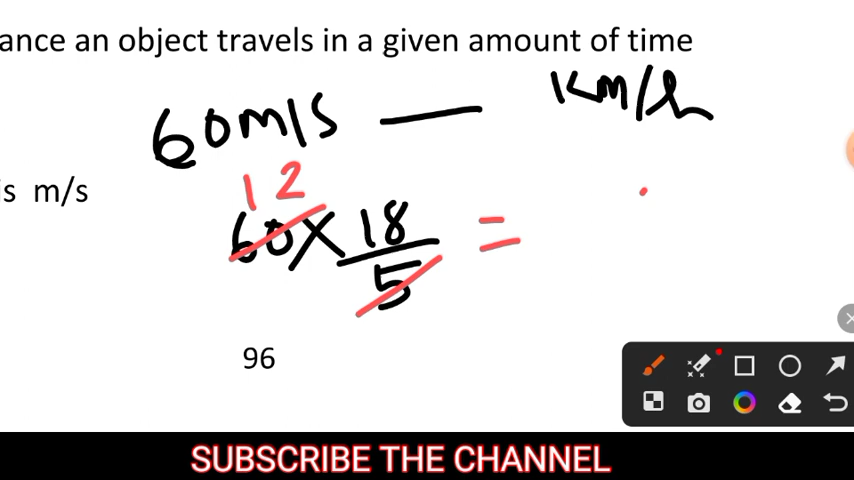 ance an object travels in a given amount of time
60m/s — Km/h
is m/s
12
60 X 18 =
5
96
SUBSCRIBE THE CHANNEL